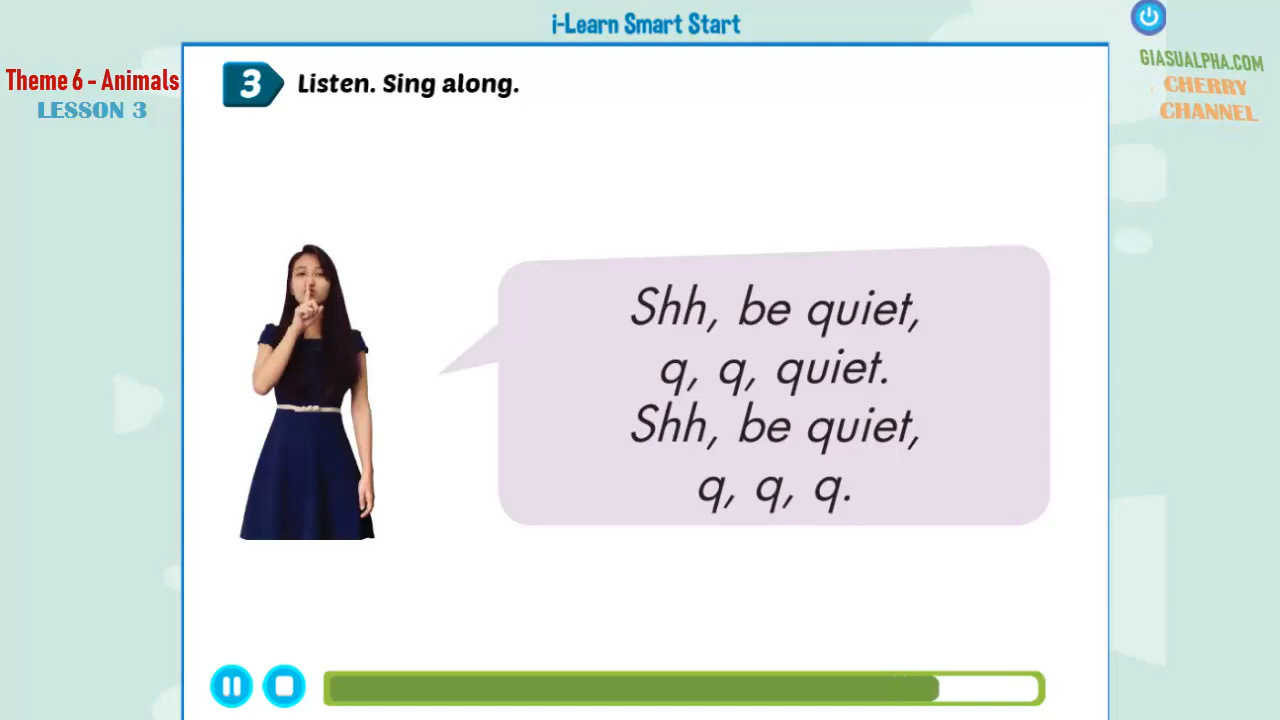 i-Learn Smart Start
Theme 6 - Animals
LESSON 3
GIASUALPHA.COM
CHERRY
CHANNEL
3 Listen. Sing along.
Shh, be quiet,
q, q, quiet.
Shh, be quiet,
q, q, q.